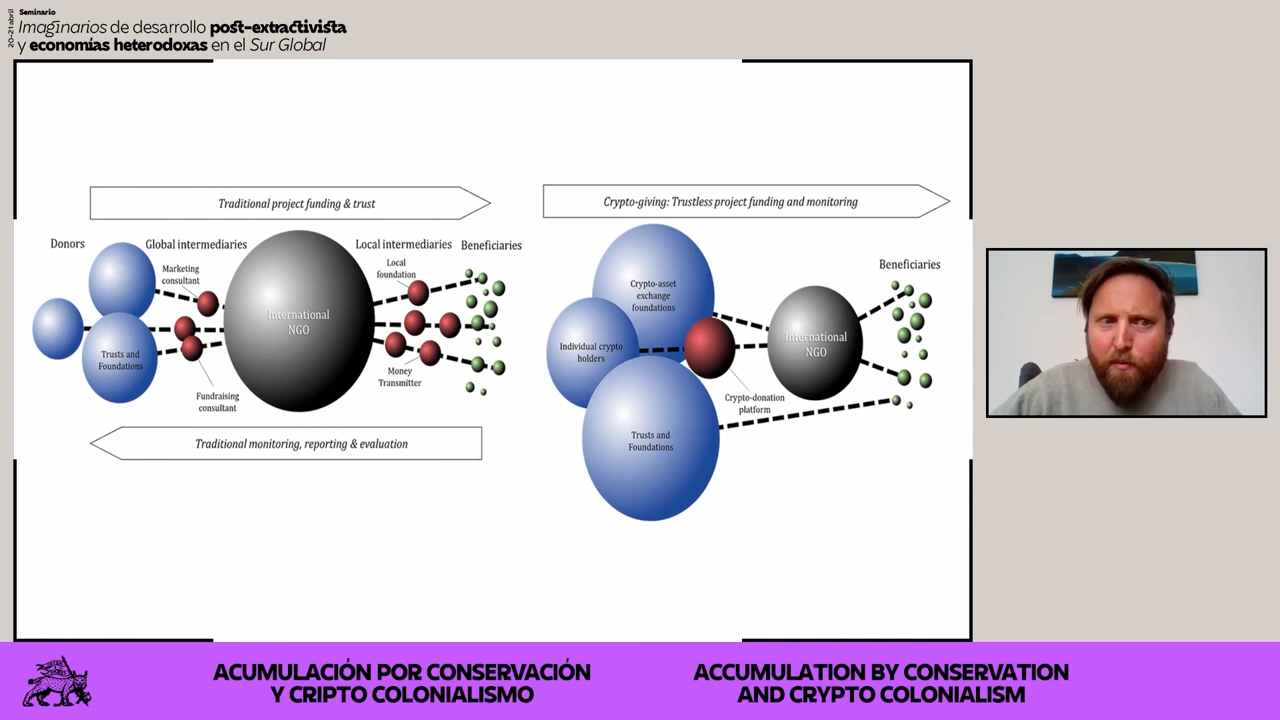 20-21 abril
Seminario
Imaginarios de desarrollo post-extractivista
y economías heterodoxas en el Sur Global
Traditional project funding & trust
Donors
Global intermediaries
Local intermediaries
Beneficiaries
Marketing
consultant
Local
foundation
International
NGO
Trusts and
Foundations
Money
Transmitter
Fundraising
consultant
Traditional monitoring, reporting & evaluation
Crypto-giving: Trustless project funding and monitoring
Beneficiaries
Crypto-asset
exchange
foundations
Individual crypto
holders
International
NGO
Crypto-donation
platform
Trusts and
Foundations
ACUMULACIÓN POR CONSERVACIÓN
Y CRIPTO COLONIALISMO
ACCUMULATION BY CONSERVATION
AND CRYPTO COLONIALISM